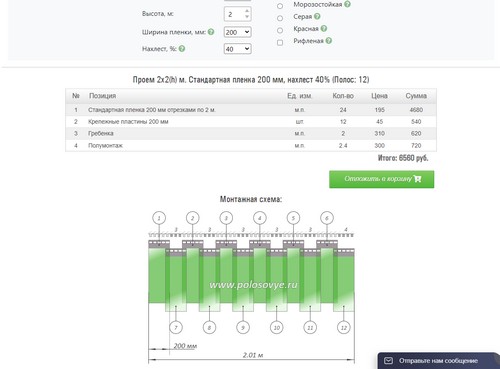 Морозостойкая
Высота, м: 2
Серая
Ширина пленки, мм: 200
Красная
Рифленая
Нахлест, %: 40
Проем 2x2(h) м. Стандартная пленка 200 мм, нахлест 40% (Полос: 12)
№ Позиция Ед. изм. Кол-во Цена Сумма
1 Стандартная пленка 200 мм отрезками по 2 м. м.п. 24 195 4680
2 Крепежные пластины 200 мм шт. 12 45 540
3 Гребенка м.п. 2 310 620
4 Полумонтаж м.п. 2.4 300 720
Итого: 6560 руб.
Отложить в корзину
Монтажная схема:
1 2 3 4 5 6
3 3 3 3 3 4
www.polosovye.ru
7 8 9 10 11 12
200 мм
2.01 м
Отправьте нам сообщение